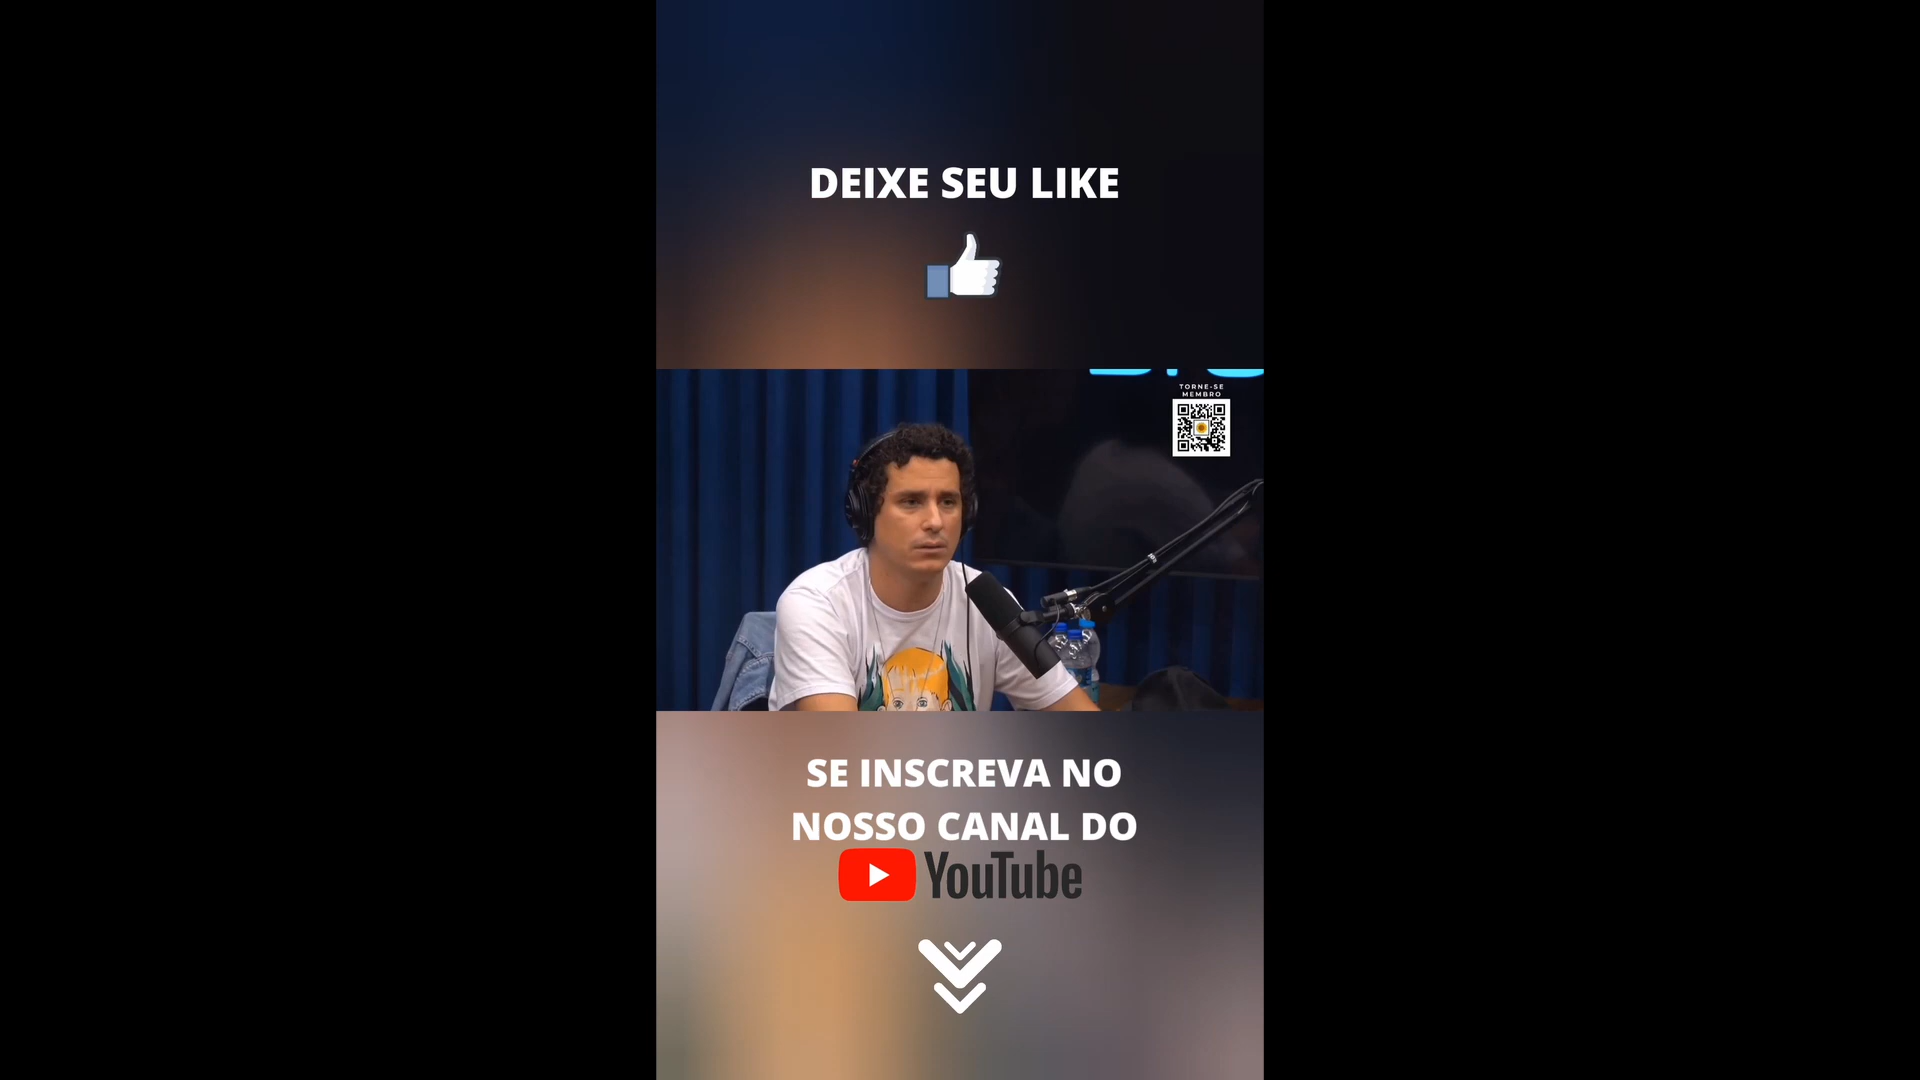 DEIXE SEU LIKE
TORNE-SE
MEMBRO
SE INSCREVA NO
NOSSO CANAL DO
YouTube